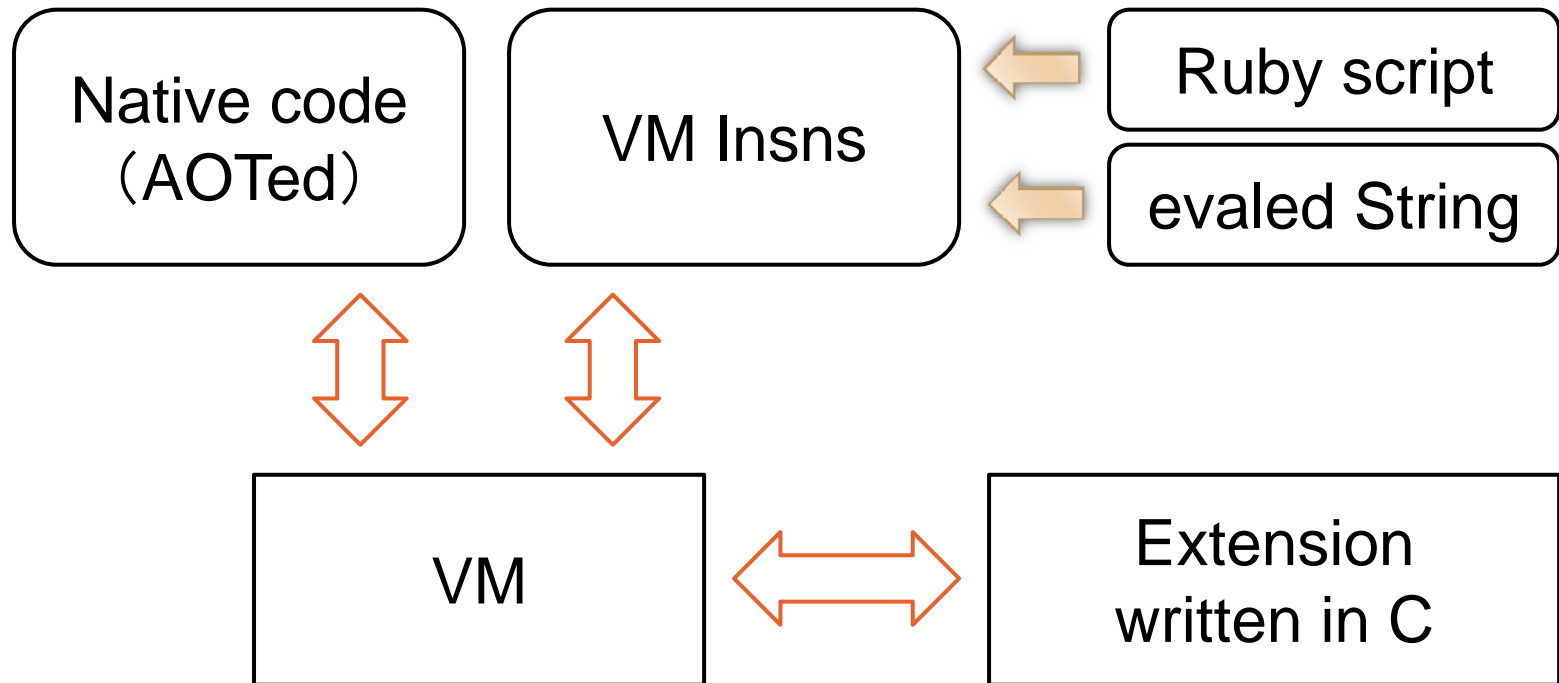 Native code
（AOTed）
VM Insns
Ruby script
evaled String
VM
Extension
written in C